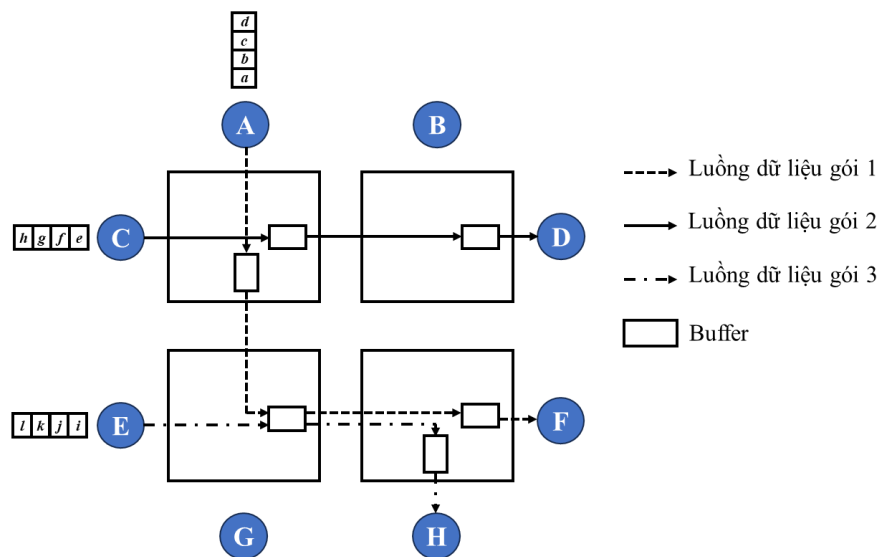 d
c
b
a
A
B
Luồng dữ liệu gói 1
h g f e
C
D
Luồng dữ liệu gói 2
Luồng dữ liệu gói 3
Buffer
l k j i
E
F
G
H